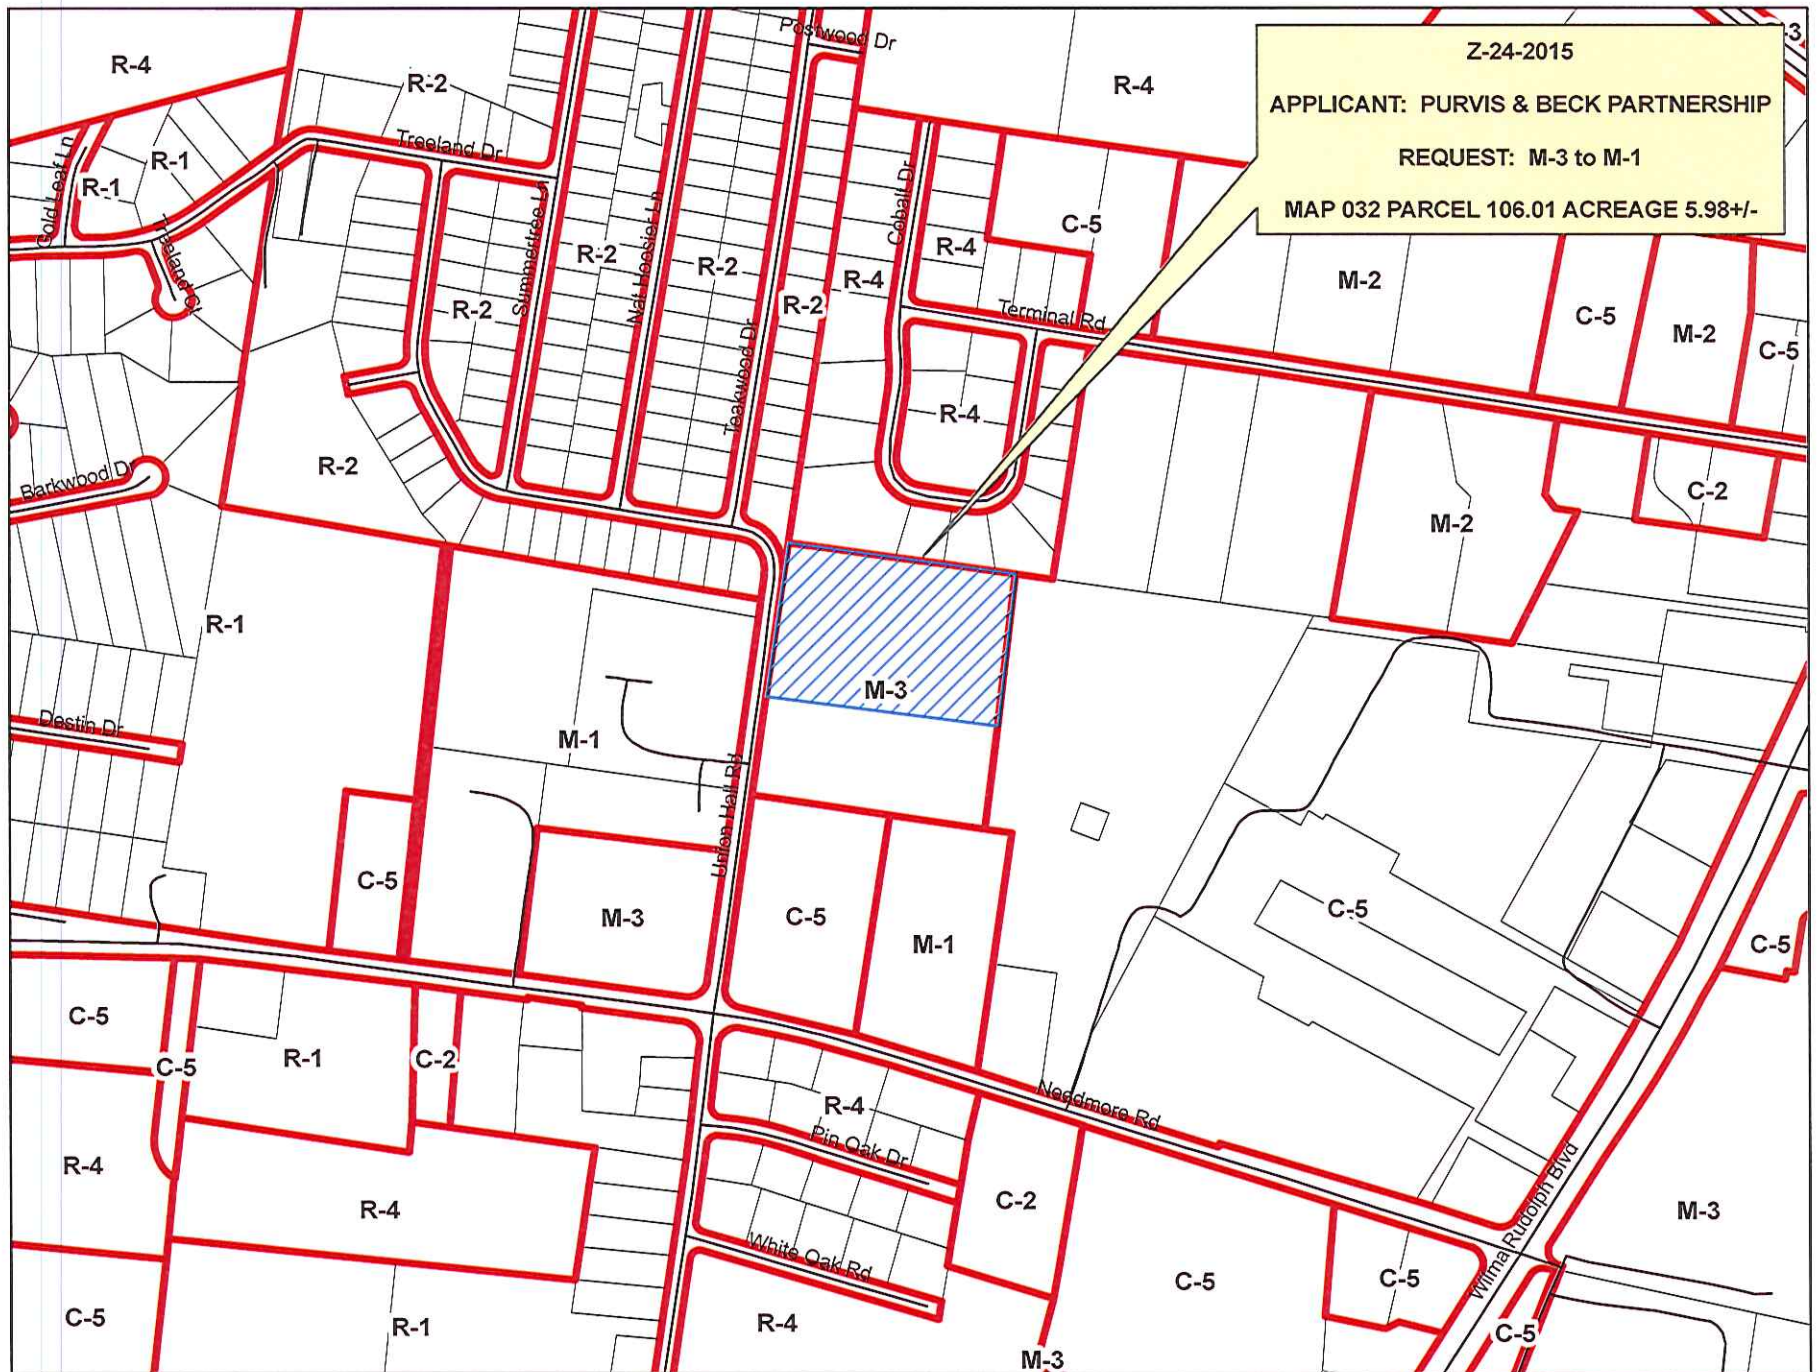 Postwood Dr
C-3
Z-24-2015
APPLICANT: PURVIS & BECK PARTNERSHIP
REQUEST: M-3 to M-1
MAP 032 PARCEL 106.01 ACREAGE 5.98+/-
R-4
R-2
R-4
Treeland Dr
R-1
R-1
Gold Leaf Ln
Treeland Ct
Summertree Ln
Nat Hoosier Ln
Teakwood Dr
Cobalt Dr
R-2
R-2
R-2
R-2
R-4
R-4
C-5
M-2
Terminal Rd
C-5
M-2
C-5
R-4
R-2
Barkwood Dr
C-2
M-2
R-1
M-3
Destin Dr
M-1
Union Hall Rd
C-5
M-3
C-5
M-1
C-5
C-5
C-5
C-5
R-1
C-2
R-4
Needmore Rd
Pin Oak Dr
R-4
R-4
C-2
M-3
Wilma Rudolph Blvd
White Oak Rd
C-5
C-5
C-5
R-1
R-4
C-5
M-3